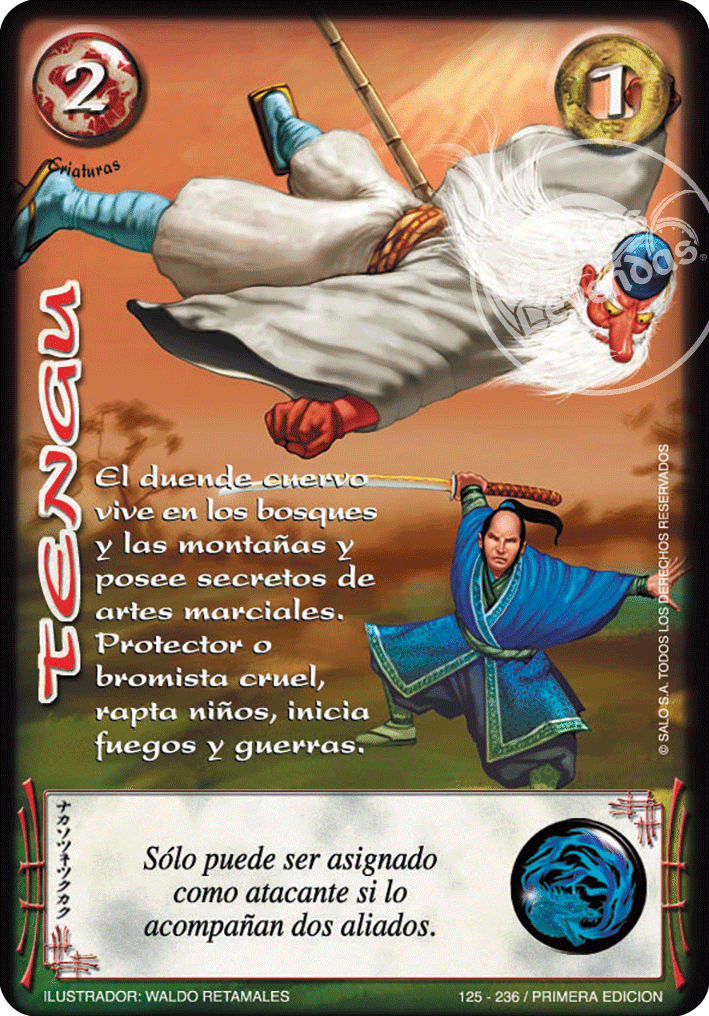 2
1
Criaturas
Leyendas®
TENGU
El duende cuervo
vive en los bosques
y las montañas y
posee secretos de
artes marciales.
Protector o
bromista cruel,
rapta niños, inicia
fuegos y guerras.
© SALO S.A. TODOS LOS DERECHOS RESERVADOS
ナカソツネツクカク
Sólo puede ser asignado
como atacante si lo
acompañan dos aliados.
ILUSTRADOR: WALDO RETAMALES
125 - 236 / PRIMERA EDICION